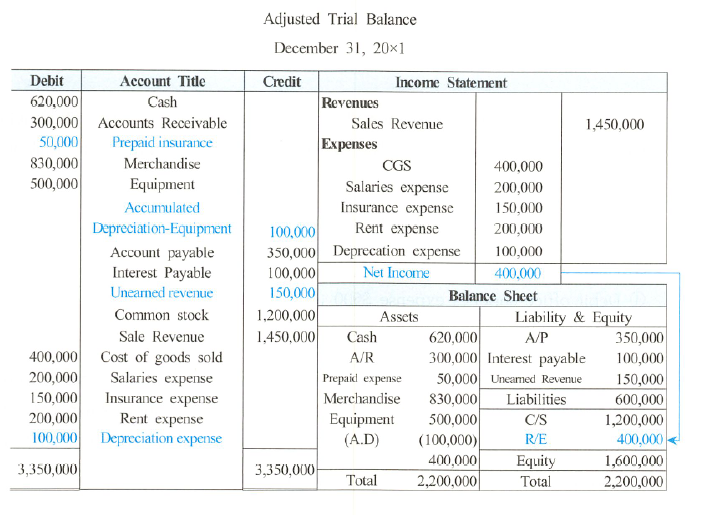 Adjusted Trial Balance
December 31, 20×1
Debit Account Title Credit Income Statement
620,000 Cash Revenues
300,000 Accounts Receivable Sales Revenue 1,450,000
50,000 Prepaid insurance Expenses
830,000 Merchandise CGS 400,000
500,000 Equipment Salaries expense 200,000
Accumulated Insurance expense 150,000
Depreciation-Equipment 100,000 Rent expense 200,000
Account payable 350,000 Deprecation expense 100,000
Interest Payable 100,000 Net Income 400,000
Unearned revenue 150,000 Balance Sheet
Common stock 1,200,000 Assets Liability & Equity
Sale Revenue 1,450,000 Cash 620,000 A/P 350,000
400,000 Cost of goods sold A/R 300,000 Interest payable 100,000
200,000 Salaries expense Prepaid expense 50,000 Unearned Revenue 150,000
150,000 Insurance expense Merchandise 830,000 Liabilities 600,000
200,000 Rent expense Equipment 500,000 C/S 1,200,000
100,000 Depreciation expense (A.D) (100,000) R/E 400,000
3,350,000 3,350,000 400,000 Equity 1,600,000
Total 2,200,000 Total 2,200,000